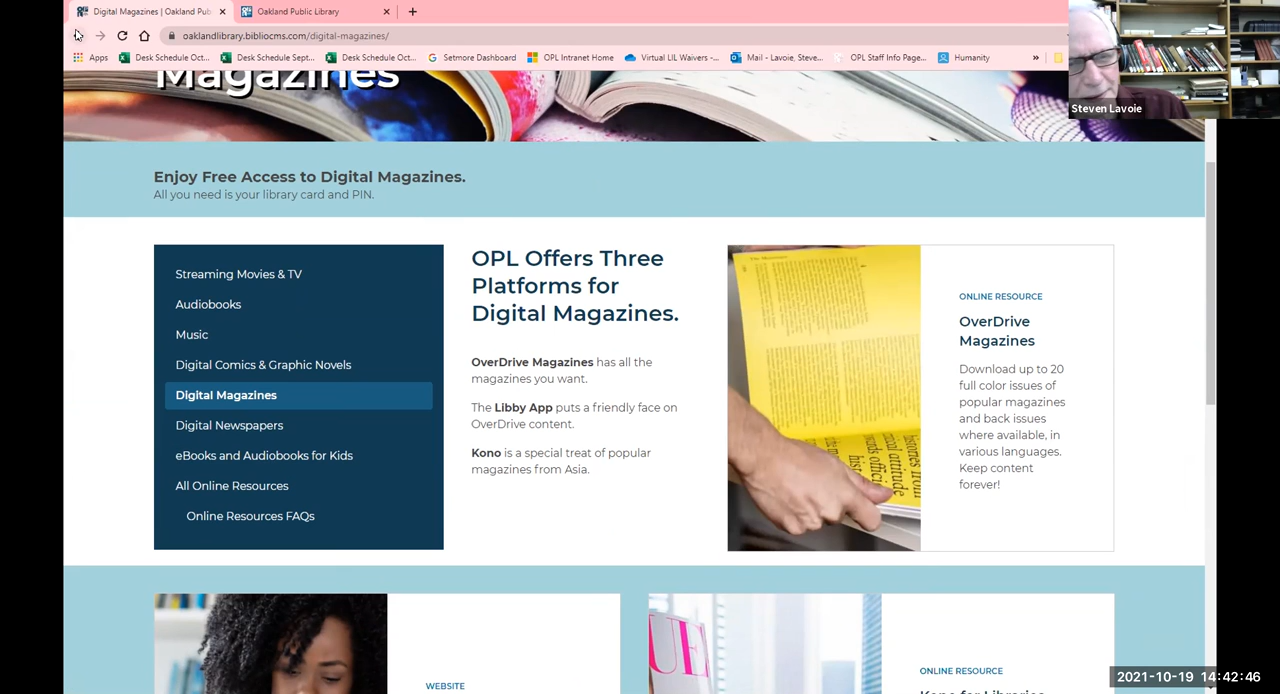 Digital Magazines | Oakland Pub
Oakland Public Library
oaklandlibrary.bibliocms.com/digital-magazines/
Apps
Desk Schedule Oct...
Desk Schedule Sept...
Desk Schedule Oct...
Setmore Dashboard
OPL Intranet Home
Virtual LIL Waivers -...
Mail - Lavoie, Steve...
OPL Staff Info Page...
Humanity
»
Steven Lavoie
Magazines
Enjoy Free Access to Digital Magazines.
All you need is your library card and PIN.
Streaming Movies & TV
Audiobooks
Music
Digital Comics & Graphic Novels
Digital Magazines
Digital Newspapers
eBooks and Audiobooks for Kids
All Online Resources
Online Resources FAQs
OPL Offers Three
Platforms for
Digital Magazines.
OverDrive Magazines has all the
magazines you want.
The Libby App puts a friendly face on
OverDrive content.
Kono is a special treat of popular
magazines from Asia.
ONLINE RESOURCE
OverDrive
Magazines
Download up to 20
full color issues of
popular magazines
and back issues
where available, in
various languages.
Keep content
forever!
WEBSITE
ONLINE RESOURCE
Kono for Libraries
2021-10-19 14:42:46